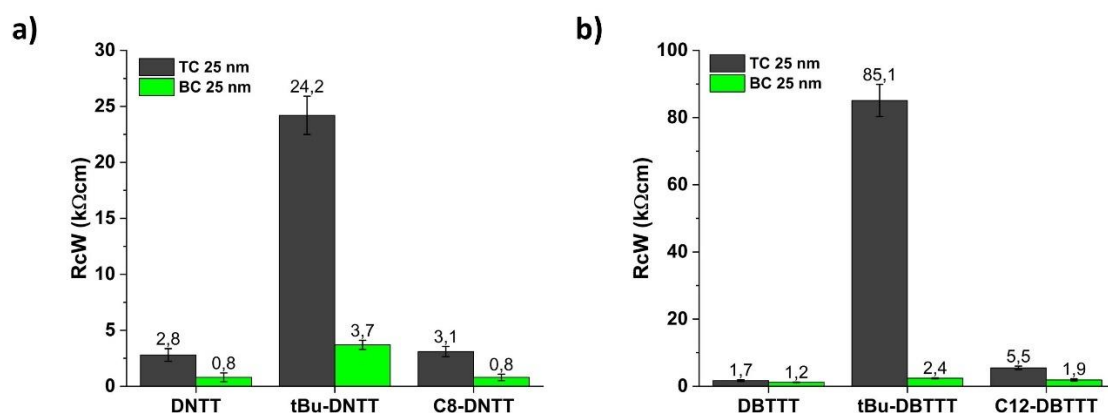 a)
30
25
20
15
10
5
0
RcW (kΩcm)
TC 25 nm
BC 25 nm
2,8
0,8
24,2
3,7
3,1
0,8
DNTT
tBu-DNTT
C8-DNTT
b)
100
80
60
40
20
0
RcW (kΩcm)
TC 25 nm
BC 25 nm
1,7
1,2
85,1
2,4
5,5
1,9
DBTTT
tBu-DBTTT
C12-DBTTT